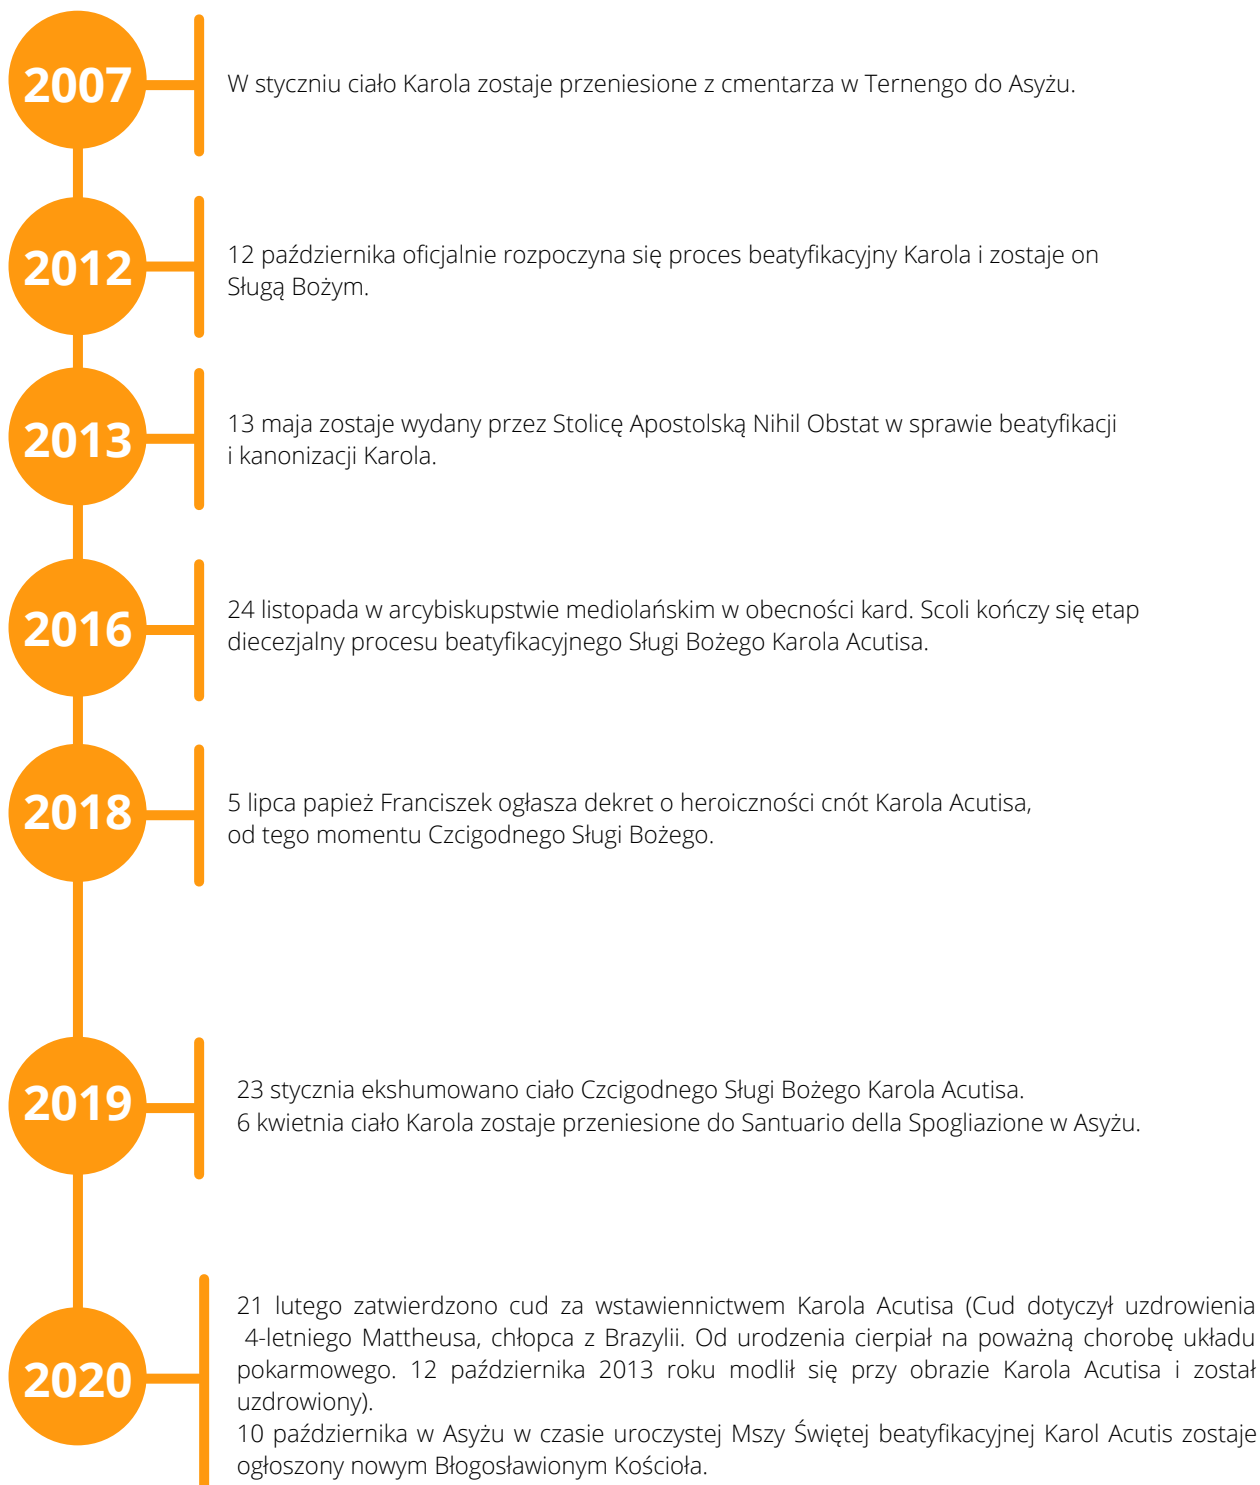 2007
W styczniu ciało Karola zostaje przeniesione z cmentarza w Ternengo do Asyżu.
2012
12 października oficjalnie rozpoczyna się proces beatyfikacyjny Karola i zostaje on
Sługą Bożym.
2013
13 maja zostaje wydany przez Stolicę Apostolską Nihil Obstat w sprawie beatyfikacji
i kanonizacji Karola.
2016
24 listopada w arcybiskupstwie mediolańskim w obecności kard. Scoli kończy się etap
diecezjalny procesu beatyfikacyjnego Sługi Bożego Karola Acutisa.
2018
5 lipca papież Franciszek ogłasza dekret o heroiczności cnót Karola Acutisa,
od tego momentu Czcigodnego Sługi Bożego.
2019
23 stycznia ekshumowano ciało Czcigodnego Sługi Bożego Karola Acutisa.
6 kwietnia ciało Karola zostaje przeniesione do Santuario della Spogliazione w Asyżu.
2020
21 lutego zatwierdzono cud za wstawiennictwem Karola Acutisa (Cud dotyczył uzdrowienia
4-letniego Mattheusa, chłopca z Brazylii. Od urodzenia cierpiał na poważną chorobę układu
pokarmowego. 12 października 2013 roku modlił się przy obrazie Karola Acutisa i został
uzdrowiony).
10 października w Asyżu w czasie uroczystej Mszy Świętej beatyfikacyjnej Karol Acutis zostaje
ogłoszony nowym Błogosławionym Kościoła.